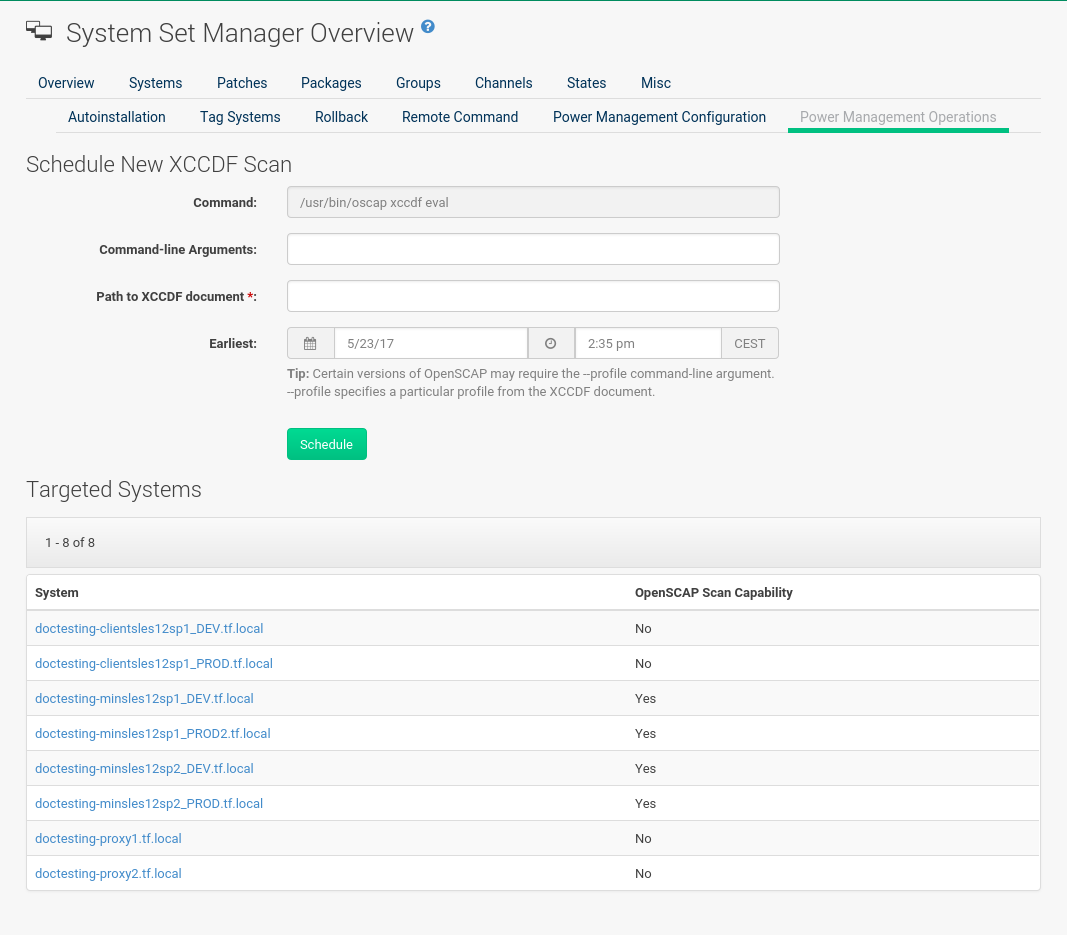 System Set Manager Overview ?
Overview Systems Patches Packages Groups Channels States Misc
Autoinstallation Tag Systems Rollback Remote Command Power Management Configuration Power Management Operations
Schedule New XCCDF Scan
Command: /usr/bin/oscap xccdf eval
Command-line Arguments:
Path to XCCDF document *:
Earliest: 5/23/17 2:35 pm CEST
Tip: Certain versions of OpenSCAP may require the --profile command-line argument.
--profile specifies a particular profile from the XCCDF document.
Schedule
Targeted Systems
1 - 8 of 8
System OpenSCAP Scan Capability
doctesting-clientsles12sp1_DEV.tf.local No
doctesting-clientsles12sp1_PROD.tf.local No
doctesting-minsles12sp1_DEV.tf.local Yes
doctesting-minsles12sp1_PROD2.tf.local Yes
doctesting-minsles12sp2_DEV.tf.local Yes
doctesting-minsles12sp2_PROD.tf.local Yes
doctesting-proxy1.tf.local No
doctesting-proxy2.tf.local No